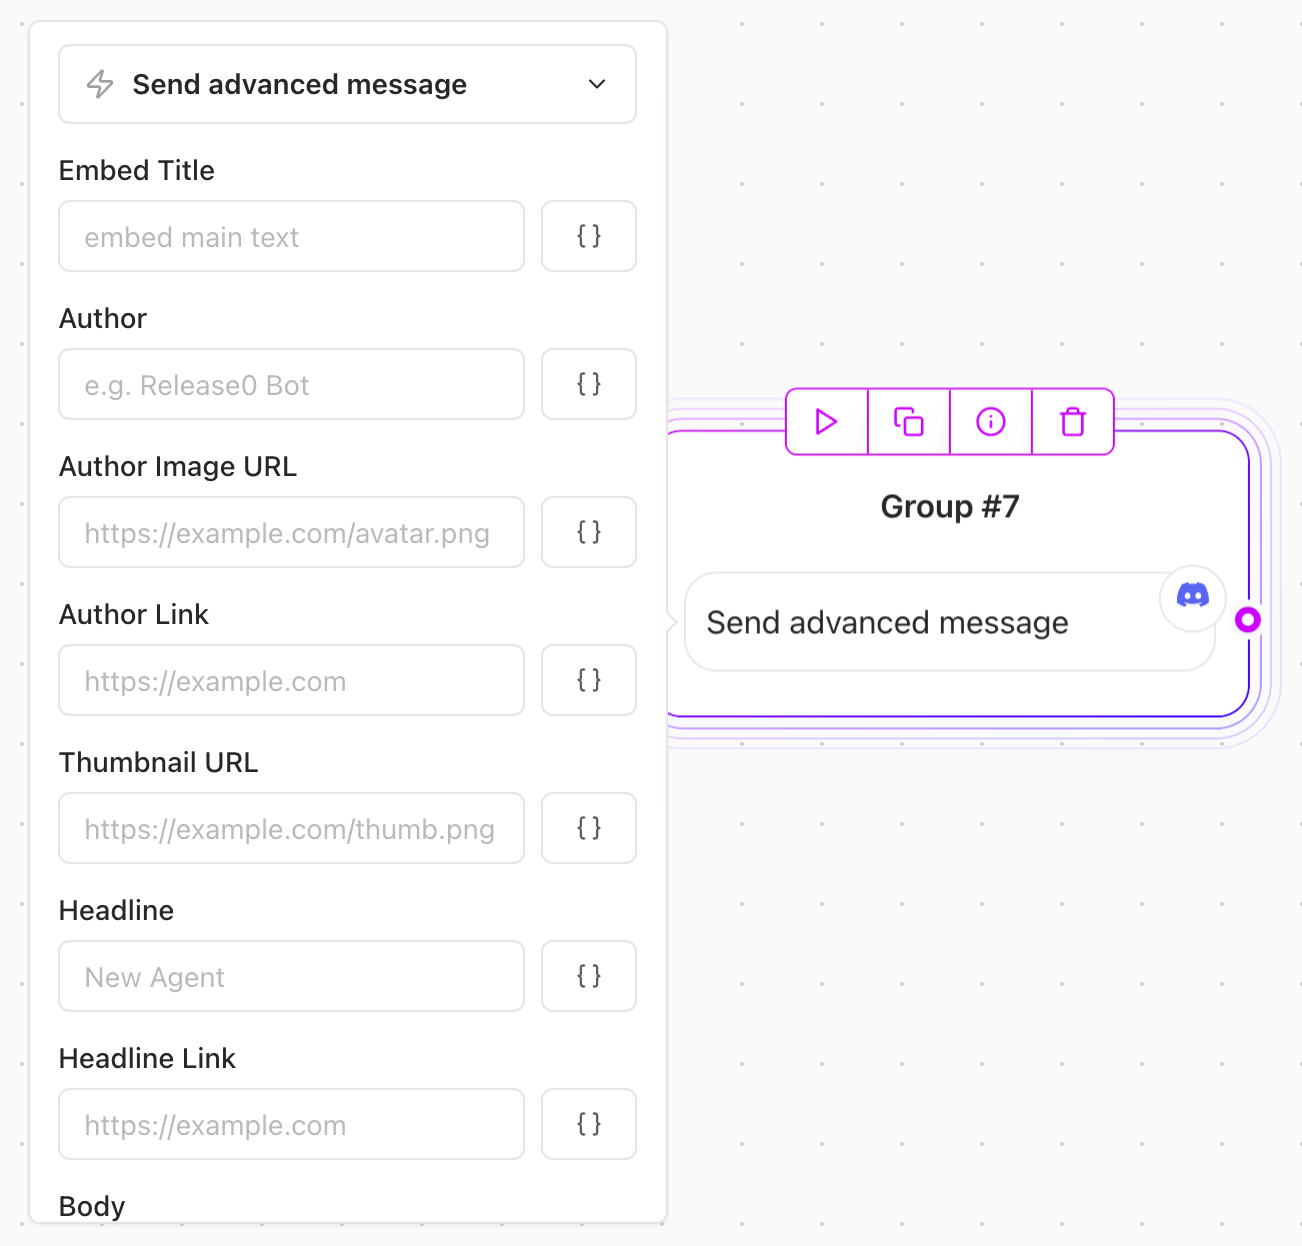 Send advanced message
Embed Title
embed main text
{}
Author
e.g. Release0 Bot
{}
Author Image URL
https://example.com/avatar.png
{}
Author Link
https://example.com
{}
Thumbnail URL
https://example.com/thumb.png
{}
Headline
New Agent
{}
Headline Link
https://example.com
{}
Body
Group #7
Send advanced message